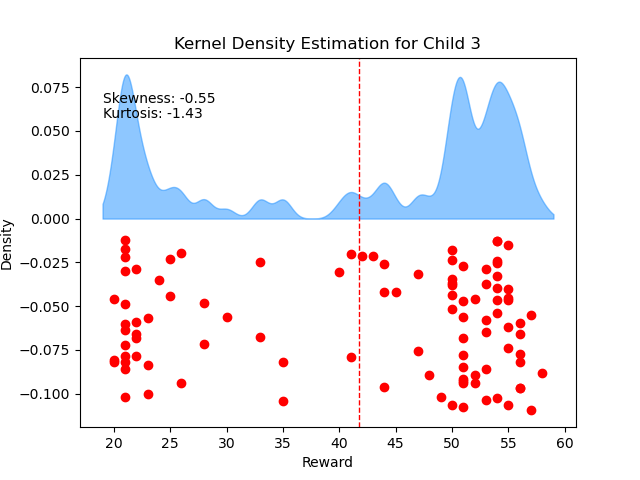 Kernel Density Estimation for Child 3
Skewness: -0.55
Kurtosis: -1.43
Density
0.075
0.050
0.025
0.000
−0.025
−0.050
−0.075
−0.100
20 25 30 35 40 45 50 55 60
Reward